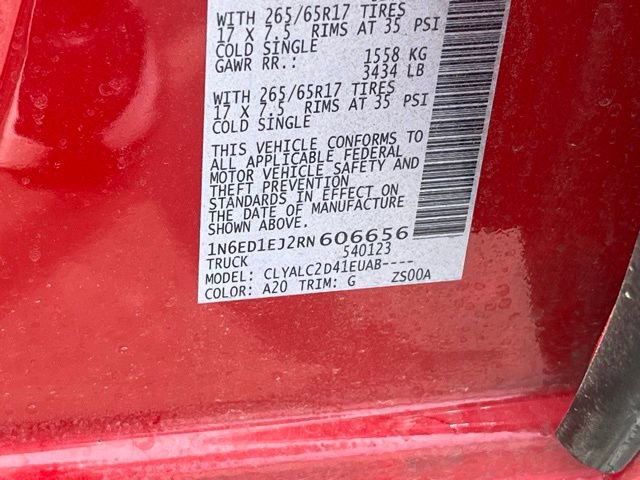 WITH 265/65R17 TIRES
17 X 7.5 RIMS AT 35 PSI
COLD SINGLE
GAWR RR.: 1558 KG
3434 LB
WITH 265/65R17 TIRES
17 X 7.5 RIMS AT 35 PSI
COLD SINGLE
THIS VEHICLE CONFORMS TO
ALL APPLICABLE FEDERAL
MOTOR VEHICLE SAFETY AND
THEFT PREVENTION
STANDARDS IN EFFECT ON
THE DATE OF MANUFACTURE
SHOWN ABOVE.
1N6ED1EJ2RN 606656
TRUCK 540123
MODEL: CLYALC2D41EUAB----
COLOR: A20 TRIM: G ZS00A